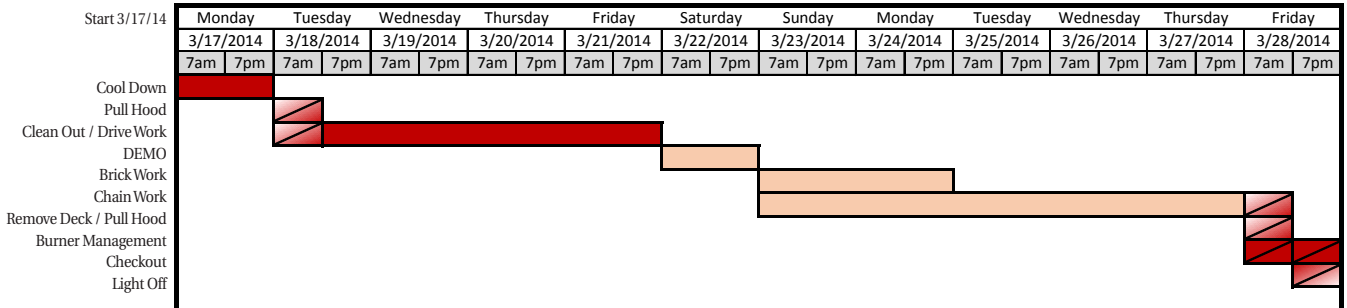 Start 3/17/14 Monday Tuesday Wednesday Thursday Friday Saturday Sunday Monday Tuesday Wednesday Thursday Friday
3/17/2014 3/18/2014 3/19/2014 3/20/2014 3/21/2014 3/22/2014 3/23/2014 3/24/2014 3/25/2014 3/26/2014 3/27/2014 3/28/2014
7am 7pm 7am 7pm 7am 7pm 7am 7pm 7am 7pm 7am 7pm 7am 7pm 7am 7pm 7am 7pm 7am 7pm 7am 7pm 7am 7pm
Cool Down
Pull Hood
Clean Out / Drive Work
DEMO
Brick Work
Chain Work
Remove Deck / Pull Hood
Burner Management
Checkout
Light Off